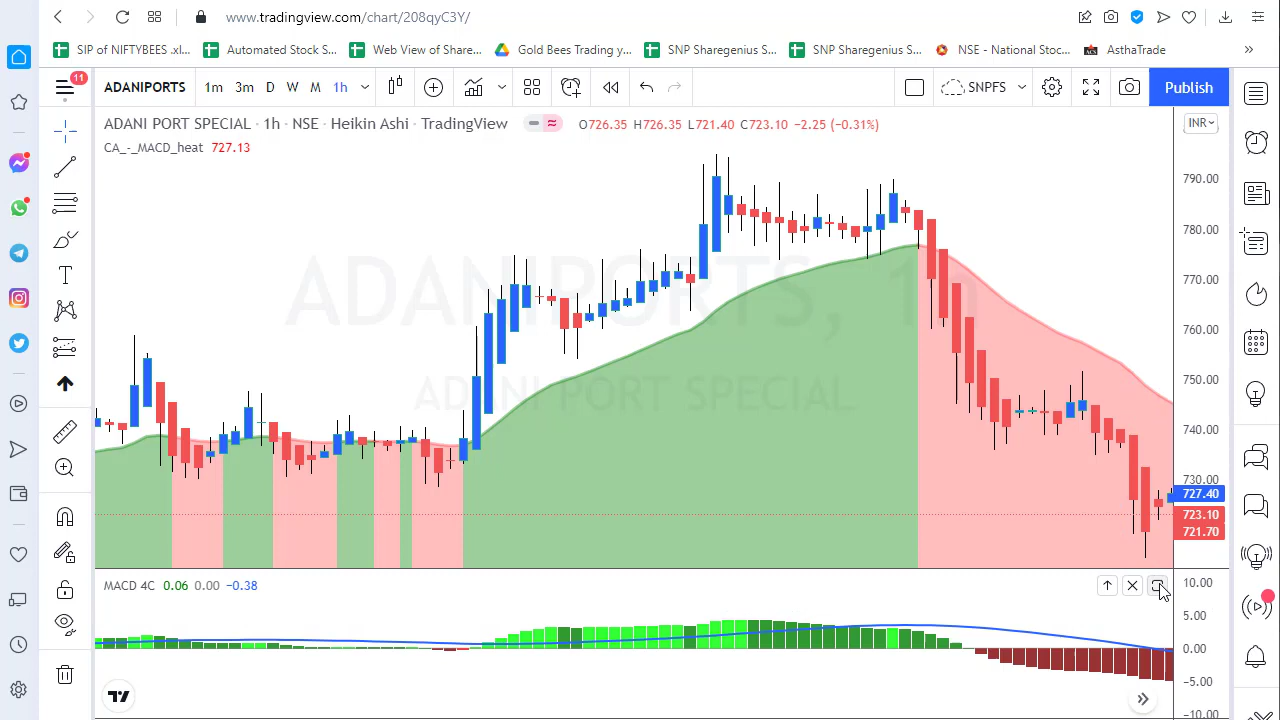 www.tradingview.com/chart/208qyC3Y/
SIP of NIFTYBEES .xl... Automated Stock S... Web View of Share... Gold Bees Trading y... SNP Sharegenius S... SNP Sharegenius S... NSE - National Stoc... AsthaTrade
11
ADANIPORTS 1m 3m D W M 1h SNPFS Publish
ADANI PORT SPECIAL · 1h · NSE · Heikin Ashi · TradingView O726.35 H726.35 L721.40 C723.10 −2.25 (−0.31%) INR
CA_-_MACD_heat 727.13
790.00
780.00
770.00
760.00
750.00
740.00
730.00
727.40
723.10
721.70
ADANIPORTS, 1h
ADANI PORT SPECIAL
MACD 4C 0.06 0.00 −0.38
10.00
5.00
0.00
−5.00
−10.00